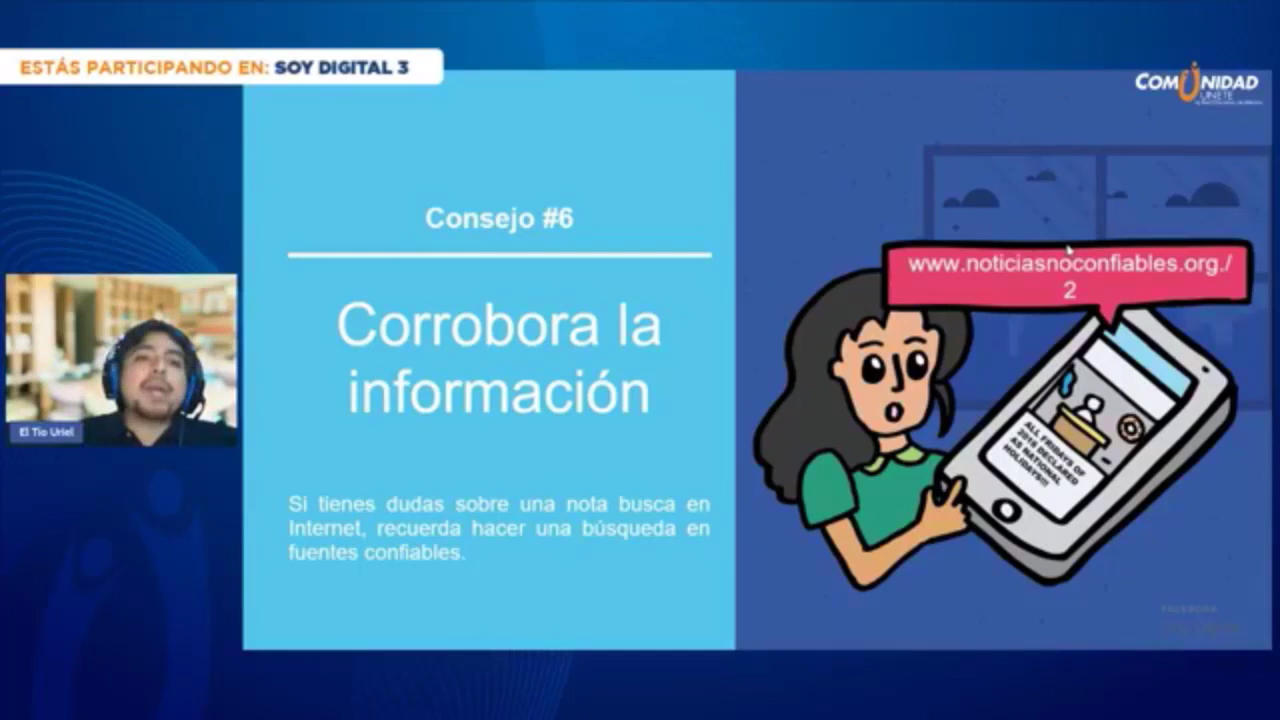 ESTÁS PARTICIPANDO EN: SOY DIGITAL 3
COMUNIDAD
ÚNETE
Consejo #6
Corrobora la
información
Si tienes dudas sobre una nota busca en
Internet, recuerda hacer una búsqueda en
fuentes confiables.
www.noticiasnoconfiables.org./
2
ALL FRIDAYS OF
2016 DECLARED
AS NATIONAL
HOLIDAYS!!!
El Tío Uriel
FACEBOOK